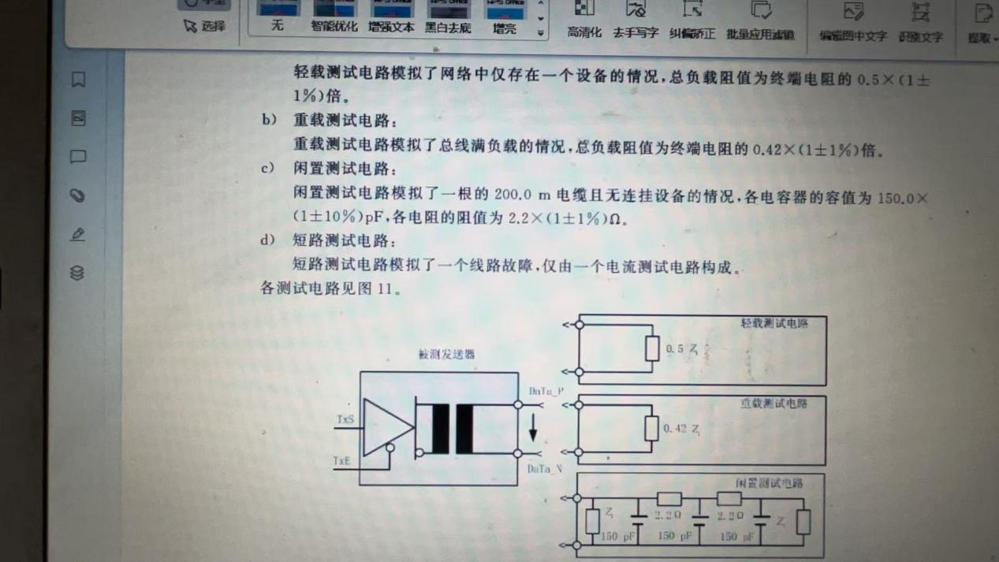 选择
无
智能优化
增强文本
黑白去底
增亮
高清化
去手写字
纠偏矫正
批量应用滤镜
编辑图中文字
识别文字
提取
轻载测试电路模拟了网络中仅存在一个设备的情况,总负载阻值为终端电阻的 0.5×(1±
1%)倍。
b) 重载测试电路:
重载测试电路模拟了总线满负载的情况,总负载阻值为终端电阻的 0.42×(1±1%)倍。
c) 闲置测试电路:
闲置测试电路模拟了一根的 200.0 m 电缆且无连挂设备的情况,各电容器的容值为 150.0×
(1±10%)pF,各电阻的阻值为 2.2×(1±1%)Ω。
d) 短路测试电路:
短路测试电路模拟了一个线路故障,仅由一个电流测试电路构成。
各测试电路见图 11。
轻载测试电路
0.5 Zt
被测发送器
DaTa_P
重载测试电路
TxS
0.42 Zt
TxE
DaTa_N
闲置测试电路
Zt
2.2Ω
2.2Ω
Zt
150 pF
150 pF
150 pF